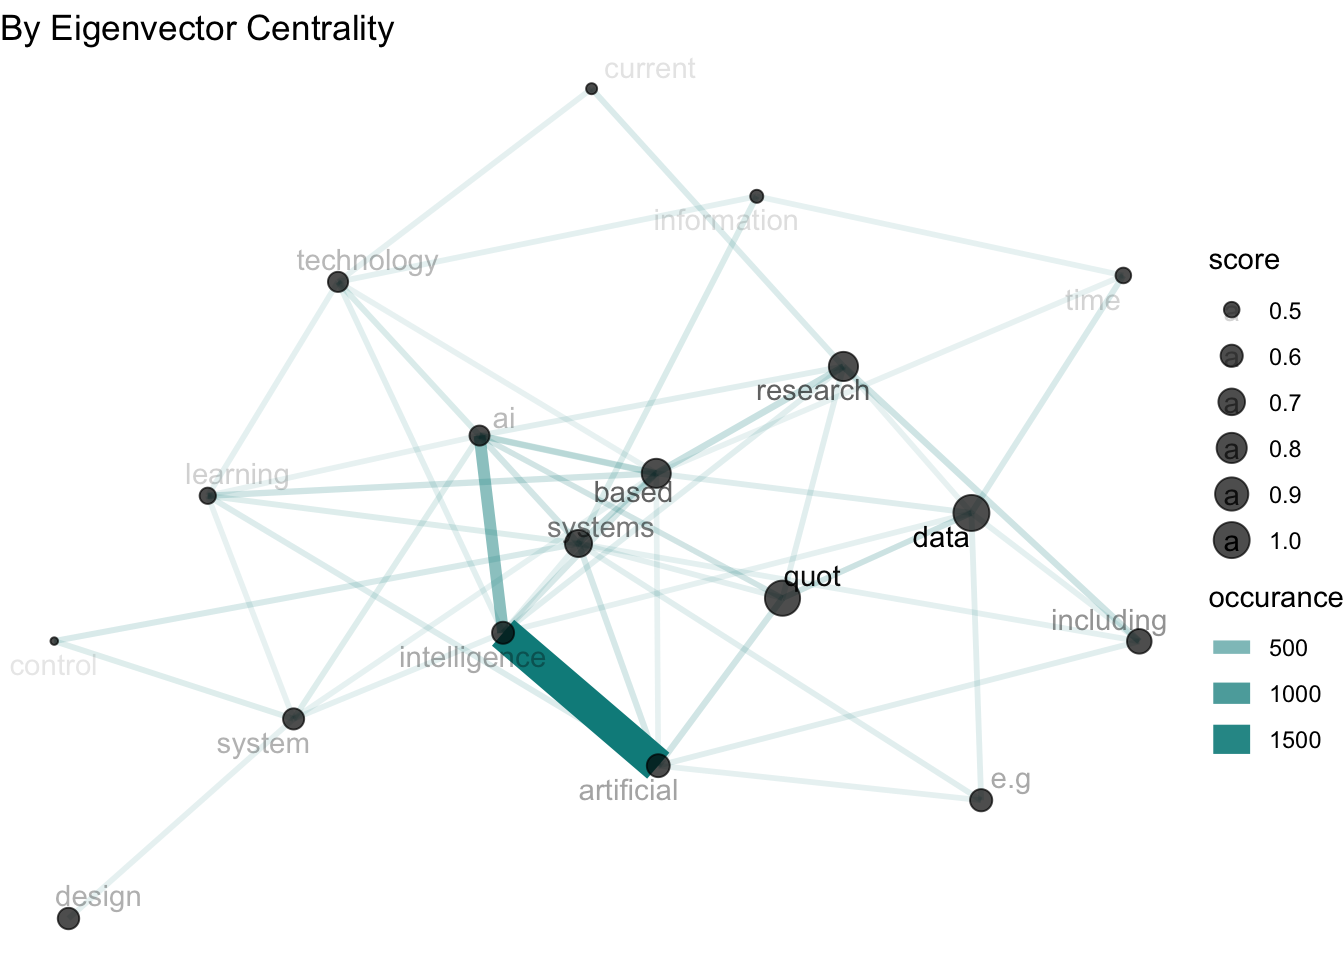 By Eigenvector Centrality
current
information
technology
time
research
ai
learning
based
systems
data
quot
including
intelligence
control
system
artificial
e.g
design
score
a 0.5
a 0.6
a 0.7
a 0.8
a 0.9
a 1.0
occurance
500
1000
1500